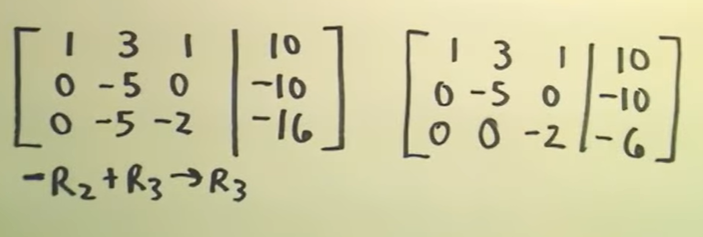 1 3 1 | 10 1 3 1 | 10
0 -5 0 | -10 0 -5 0 | -10
0 -5 -2 | -16 0 0 -2 | -6
-R₂ + R₃ → R₃